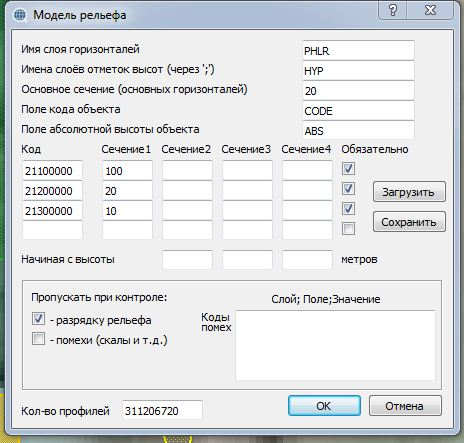 Модель рельефа
Имя слоя горизонталей PHLR
Имена слоёв отметок высот (через ';') HYP
Основное сечение (основных горизонталей) 20
Поле кода объекта CODE
Поле абсолютной высоты объекта ABS
Код Сечение1 Сечение2 Сечение3 Сечение4 Обязательно
21100000 100
21200000 20 Загрузить
21300000 10
Сохранить
Начиная с высоты метров
Пропускать при контроле: Слой; Поле;Значение
- разрядку рельефа Коды
помех
- помехи (скалы и т.д.)
Кол-во профилей 311206720 OK Отмена